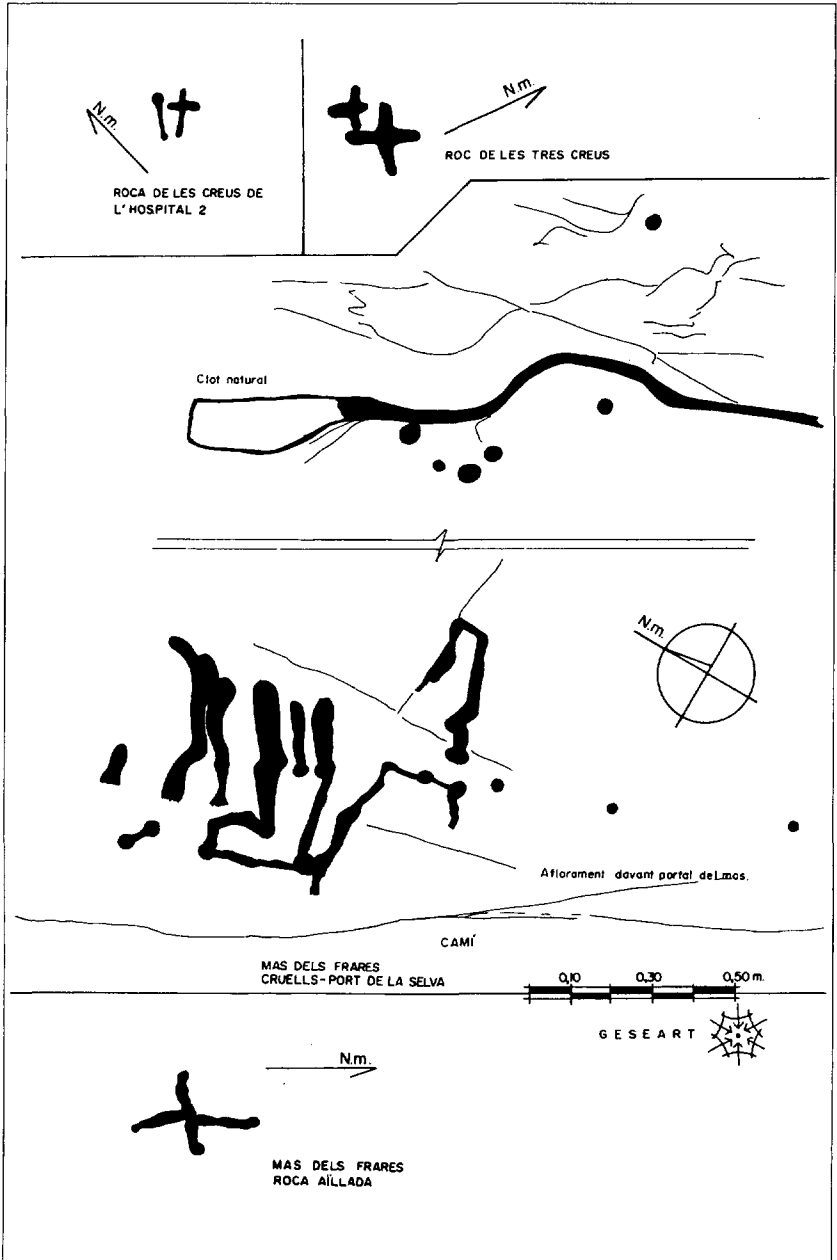 N.m.
ROCA DE LES CREUS DE
L'HOSPITAL 2
N.m.
ROC DE LES TRES CREUS
Clot natural
N.m.
Aflorament davant portal del mas.
CAMÍ
MAS DELS FRARES
CRUELLS-PORT DE LA SELVA
0,10 0,30 0,50 m.
GESEART
N.m.
MAS DELS FRARES
ROCA AÏLLADA